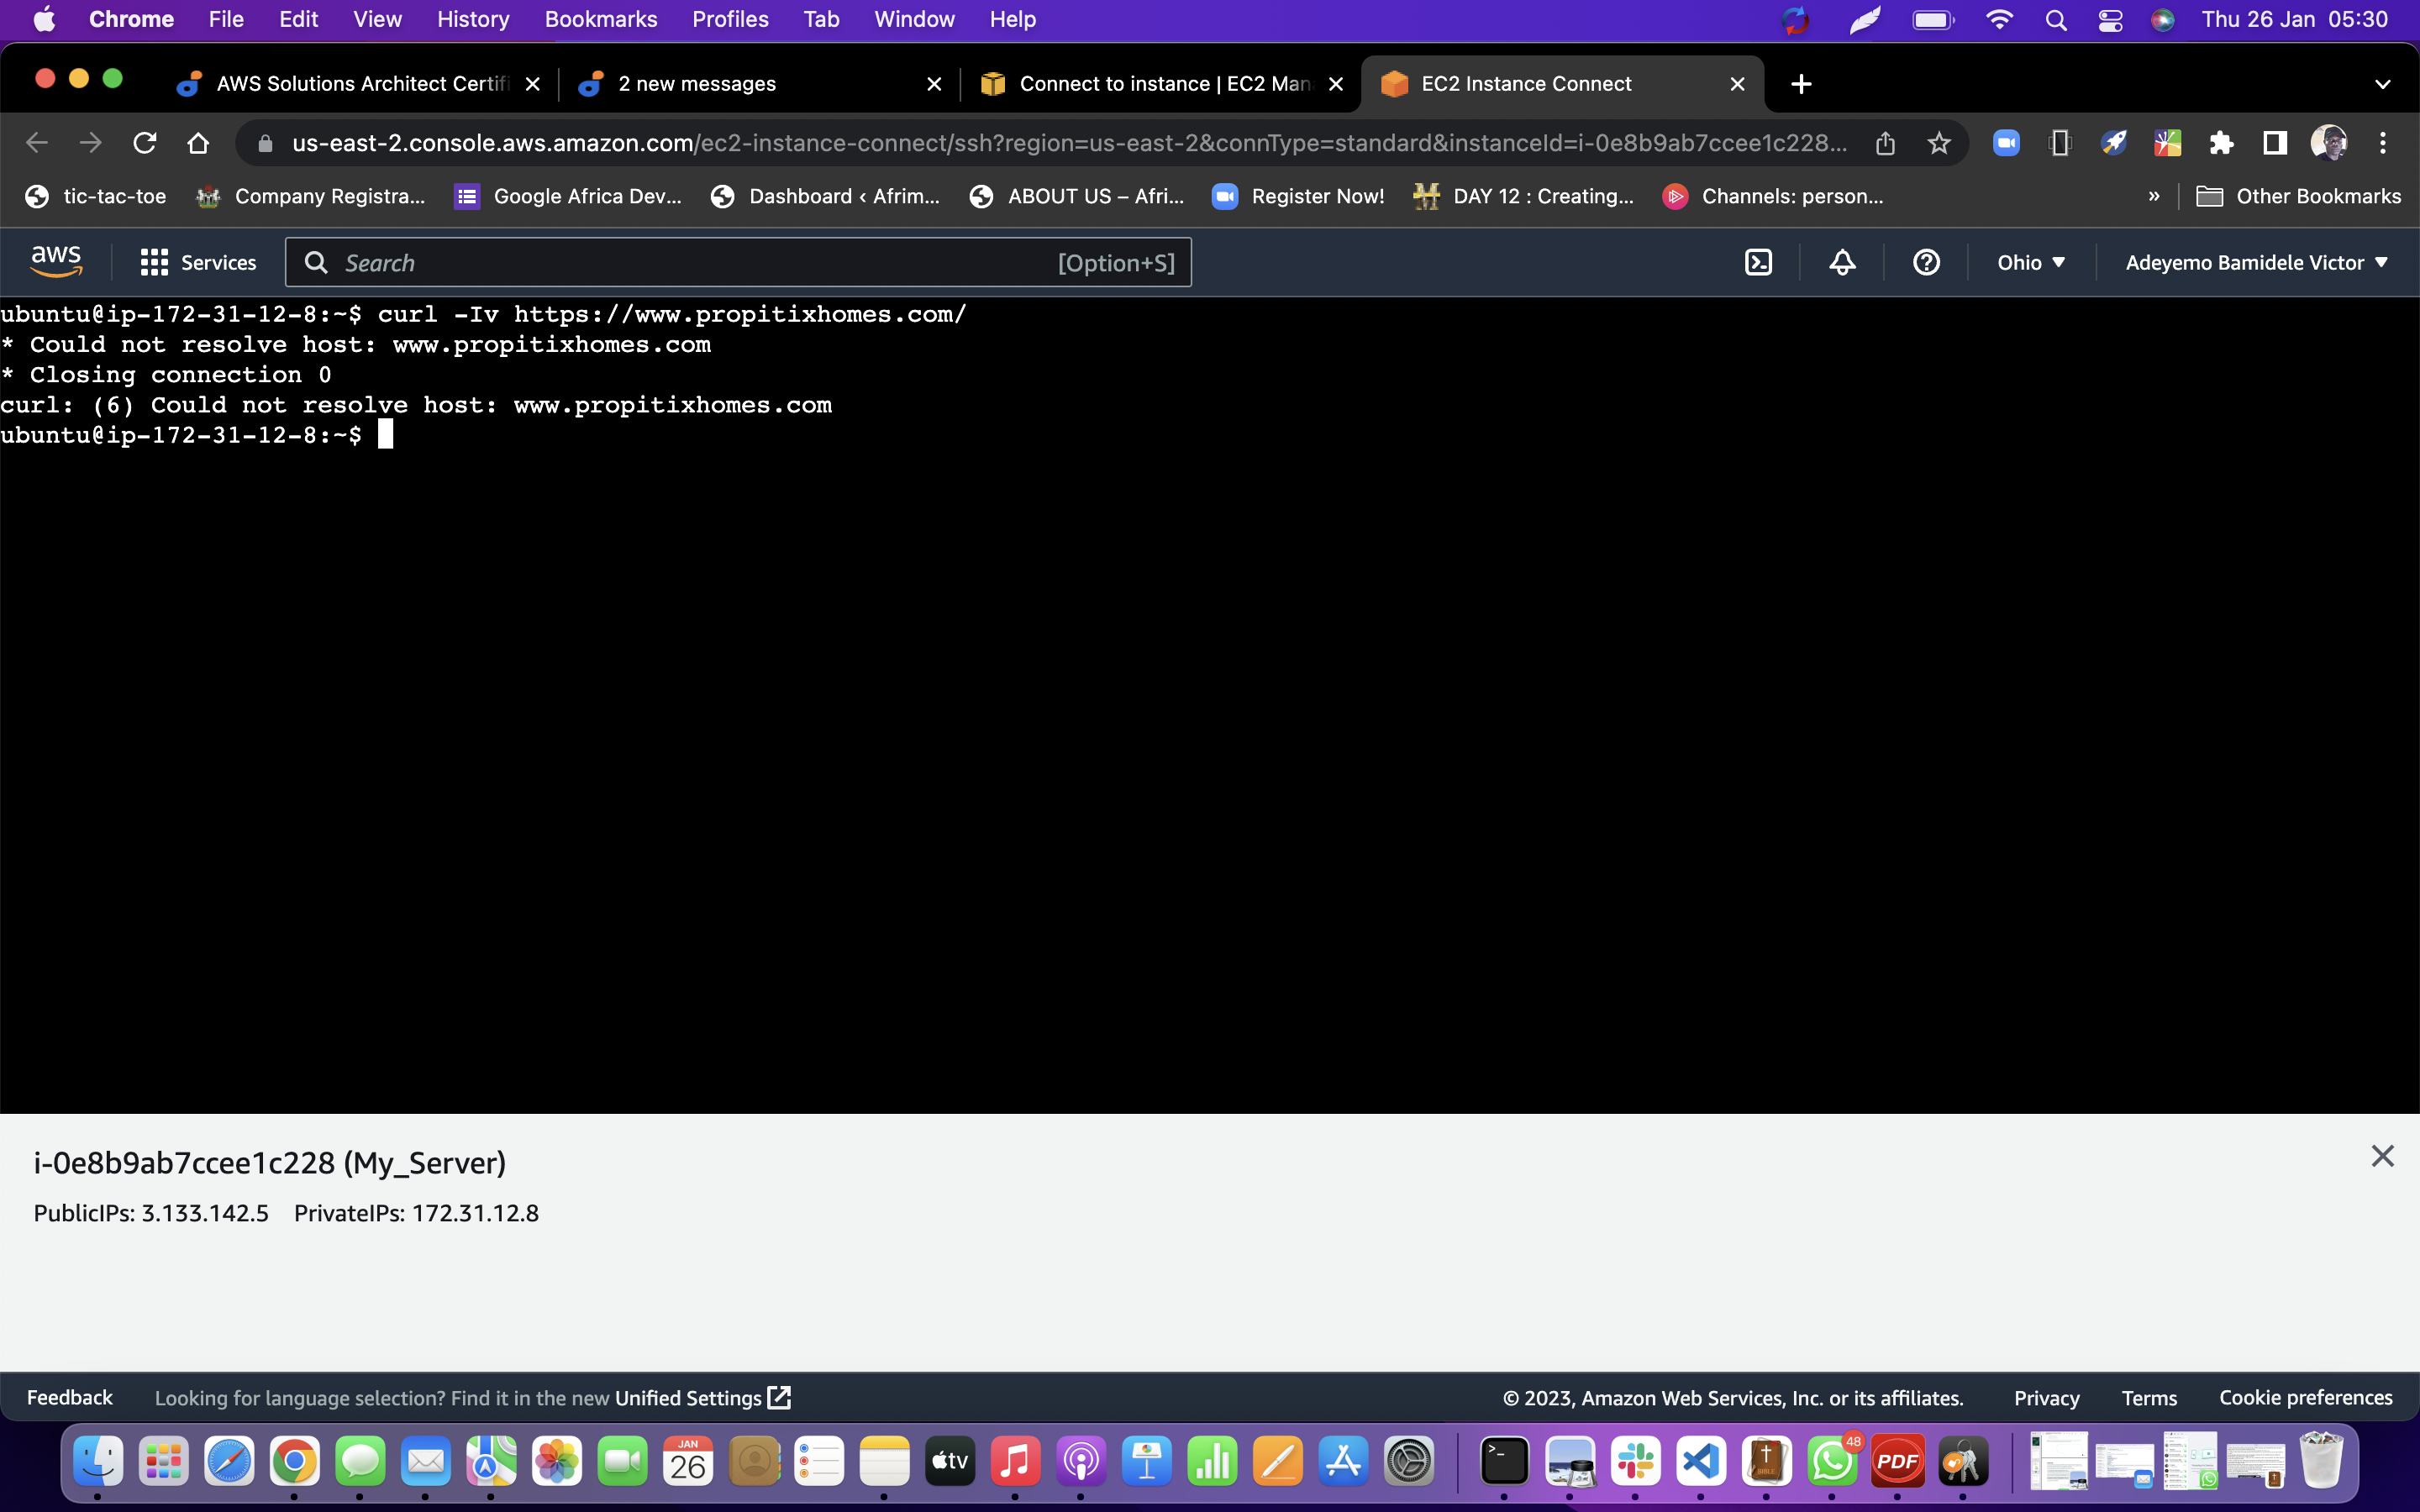 Chrome File Edit View History Bookmarks Profiles Tab Window Help Thu 26 Jan 05:30
AWS Solutions Architect Certifi 2 new messages Connect to instance | EC2 Man EC2 Instance Connect
us-east-2.console.aws.amazon.com/ec2-instance-connect/ssh?region=us-east-2&connType=standard&instanceId=i-0e8b9ab7ccee1c228...
tic-tac-toe Company Registra... Google Africa Dev... Dashboard ‹ Afrim... ABOUT US – Afri... Register Now! DAY 12 : Creating... Channels: person... » Other Bookmarks
aws Services Search [Option+S] Ohio Adeyemo Bamidele Victor
ubuntu@ip-172-31-12-8:~$ curl -Iv https://www.propitixhomes.com/
* Could not resolve host: www.propitixhomes.com
* Closing connection 0
curl: (6) Could not resolve host: www.propitixhomes.com
ubuntu@ip-172-31-12-8:~$
i-0e8b9ab7ccee1c228 (My_Server)
PublicIPs: 3.133.142.5 PrivateIPs: 172.31.12.8
Feedback Looking for language selection? Find it in the new Unified Settings © 2023, Amazon Web Services, Inc. or its affiliates. Privacy Terms Cookie preferences
JAN
26
tv
48
PDF